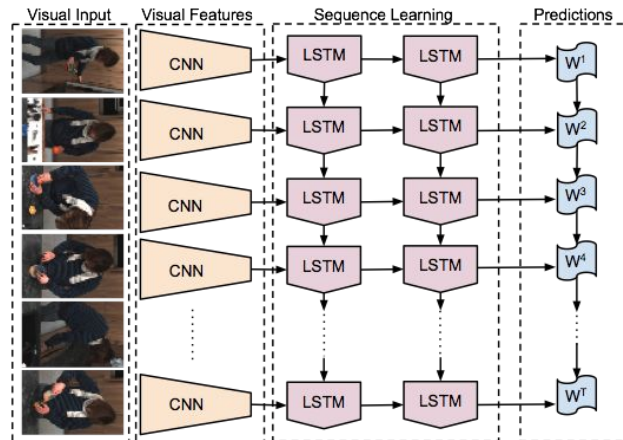 Visual Input Visual Features Sequence Learning Predictions
CNN LSTM LSTM W¹
CNN LSTM LSTM W²
CNN LSTM LSTM W³
CNN LSTM LSTM W⁴
CNN LSTM LSTM Wᵀ